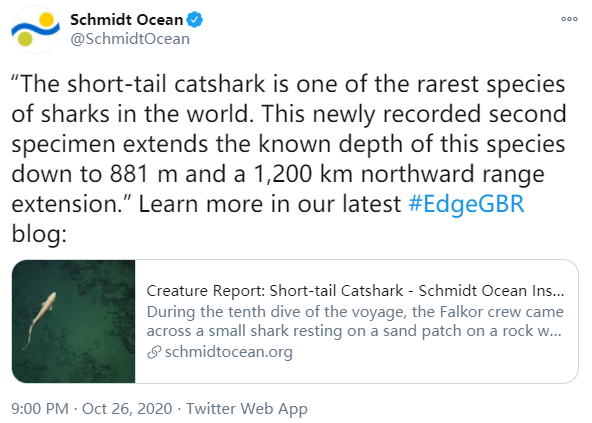 Schmidt Ocean
@SchmidtOcean
“The short-tail catshark is one of the rarest species
of sharks in the world. This newly recorded second
specimen extends the known depth of this species
down to 881 m and a 1,200 km northward range
extension.” Learn more in our latest #EdgeGBR
blog:
Creature Report: Short-tail Catshark - Schmidt Ocean Ins...
During the tenth dive of the voyage, the Falkor crew came
across a small shark resting on a sand patch on a rock w...
schmidtocean.org
9:00 PM · Oct 26, 2020 · Twitter Web App